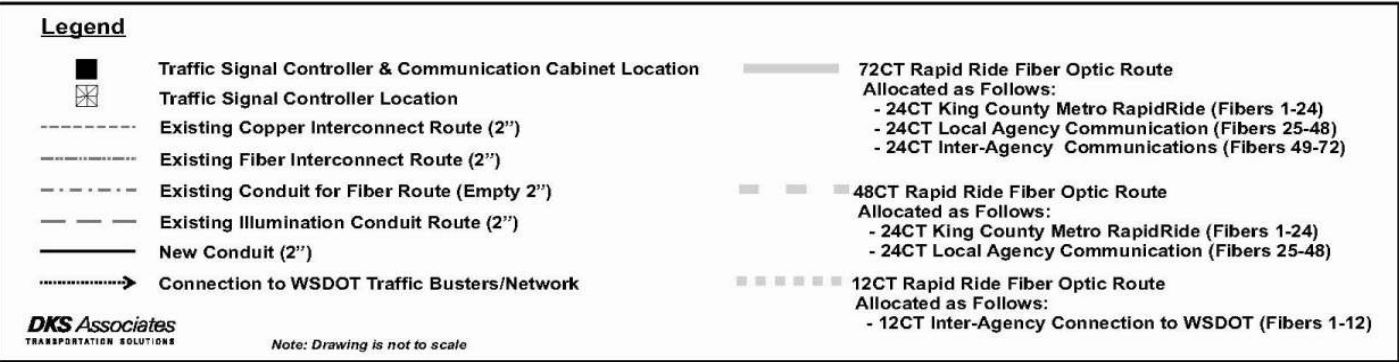 Legend
Traffic Signal Controller & Communication Cabinet Location
Traffic Signal Controller Location
Existing Copper Interconnect Route (2”)
Existing Fiber Interconnect Route (2”)
Existing Conduit for Fiber Route (Empty 2”)
Existing Illumination Conduit Route (2”)
New Conduit (2”)
Connection to WSDOT Traffic Busters/Network
DKS Associates
TRANSPORTATION SOLUTIONS
Note: Drawing is not to scale
72CT Rapid Ride Fiber Optic Route
Allocated as Follows:
- 24CT King County Metro RapidRide (Fibers 1-24)
- 24CT Local Agency Communication (Fibers 25-48)
- 24CT Inter-Agency Communications (Fibers 49-72)
48CT Rapid Ride Fiber Optic Route
Allocated as Follows:
- 24CT King County Metro RapidRide (Fibers 1-24)
- 24CT Local Agency Communication (Fibers 25-48)
12CT Rapid Ride Fiber Optic Route
Allocated as Follows:
- 12CT Inter-Agency Connection to WSDOT (Fibers 1-12)